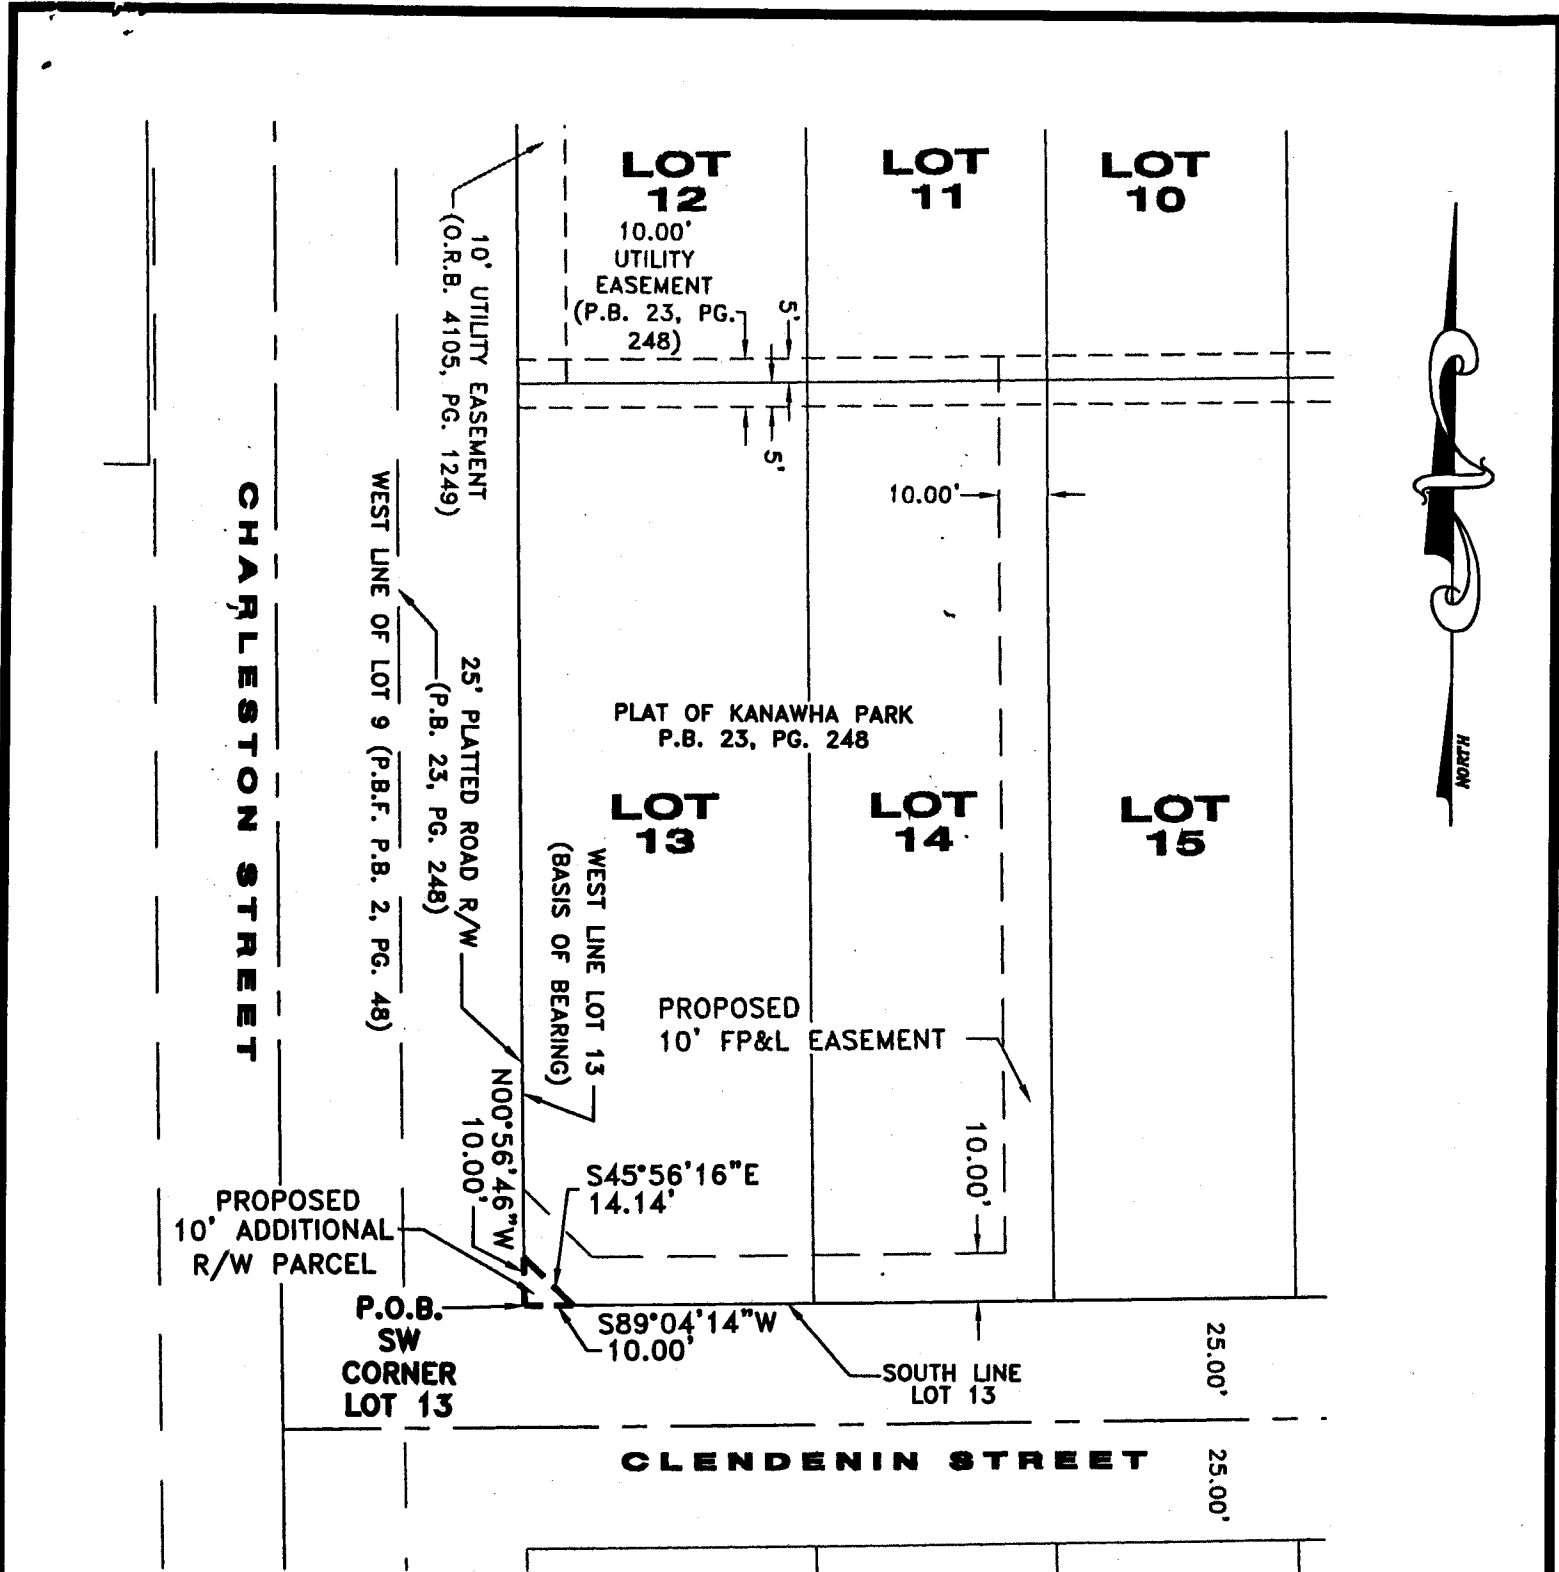 LOT
12
LOT
11
LOT
10
10.00'
UTILITY
EASEMENT
(P.B. 23, PG.
248)
5'
5'
10' UTILITY EASEMENT
(O.R.B. 4105, PG. 1249)
10.00'
NORTH
CHARLESTON STREET
WEST LINE OF LOT 9 (P.B.F. P.B. 2, PG. 48)
25' PLATTED ROAD R/W
(P.B. 23, PG. 248)
PLAT OF KANAWHA PARK
P.B. 23, PG. 248
LOT
13
LOT
14
LOT
15
WEST LINE LOT 13
(BASIS OF BEARING)
PROPOSED
10' FP&L EASEMENT
N00°56'46"W
10.00'
S45°56'16"E
14.14'
10.00'
PROPOSED
10' ADDITIONAL
R/W PARCEL
P.O.B.
SW
CORNER
LOT 13
S89°04'14"W
10.00'
SOUTH LINE
LOT 13
25.00'
CLENDENIN STREET
25.00'